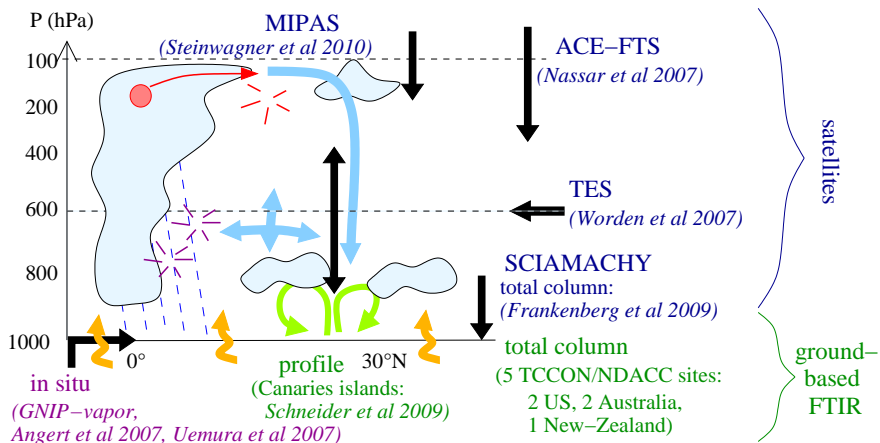 P (hPa)
100
200
400
600
800
1000
0°
30°N
MIPAS
(Steinwagner et al 2010)
ACE–FTS
(Nassar et al 2007)
TES
(Worden et al 2007)
SCIAMACHY
total column:
(Frankenberg et al 2009)
satellites
in situ
(GNIP–vapor,
Angert et al 2007, Uemura et al 2007)
profile
(Canaries islands:
Schneider et al 2009)
total column
(5 TCCON/NDACC sites:
2 US, 2 Australia,
1 New–Zealand)
ground–
based
FTIR